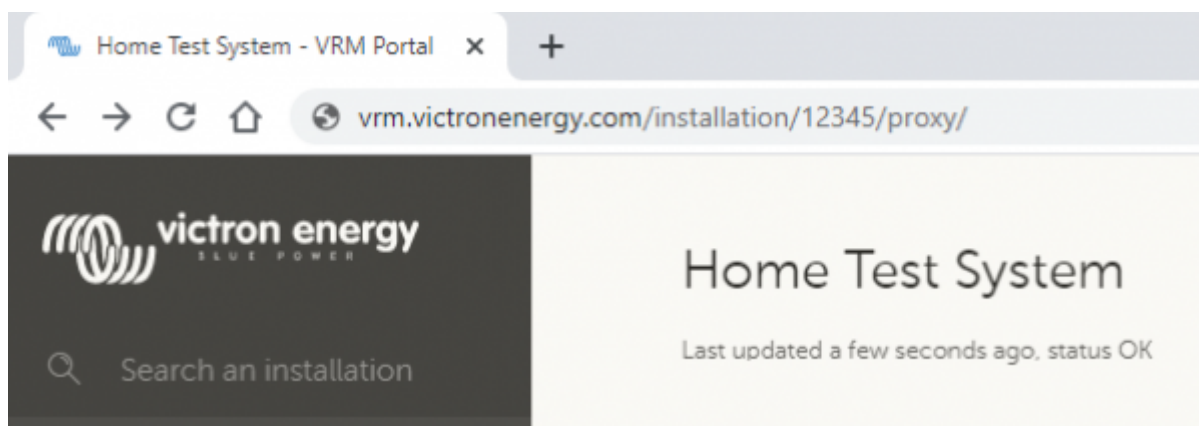 Home Test System - VRM Portal
vrm.victronenergy.com/installation/12345/proxy/
victron energy
BLUE POWER
Home Test System
Last updated a few seconds ago, status OK
Search an installation